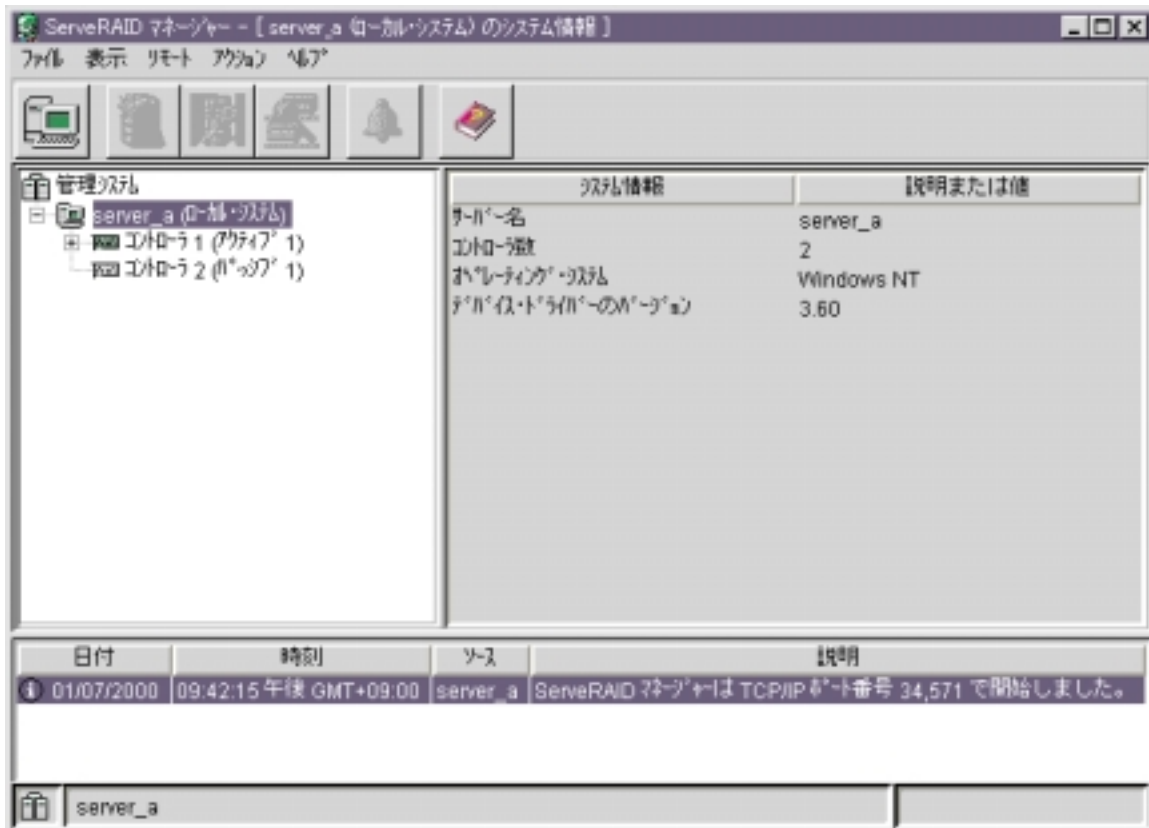 ServeRAID ﾏﾈｰｼﾞｬｰ - [ server_a (ﾛｰｶﾙ･ｼｽﾃﾑ) のｼｽﾃﾑ情報 ]
ﾌｧｲﾙ 表示 ﾘﾓｰﾄ ｱｸｼｮﾝ ﾍﾙﾌﾟ
管理ｼｽﾃﾑ
server_a (ﾛｰｶﾙ･ｼｽﾃﾑ)
ｺﾝﾄﾛｰﾗ 1 (ｱｸﾃｨﾌﾞ 1)
ｺﾝﾄﾛｰﾗ 2 (ﾊﾟｯｼﾌﾞ 1)
ｼｽﾃﾑ情報 説明または値
ｻｰﾊﾞｰ名 server_a
ｺﾝﾄﾛｰﾗ数 2
ｵﾍﾟﾚｰﾃｨﾝｸﾞ･ｼｽﾃﾑ Windows NT
ﾃﾞﾊﾞｲｽ･ﾄﾞﾗｲﾊﾞｰのﾊﾞｰｼﾞｮﾝ 3.60
日付 時刻 ｿｰｽ 説明
01/07/2000 09:42:15 午後 GMT+09:00 server_a ServeRAID ﾏﾈｰｼﾞｬｰは TCP/IP ﾎﾟｰﾄ番号 34,571 で開始しました。
server_a